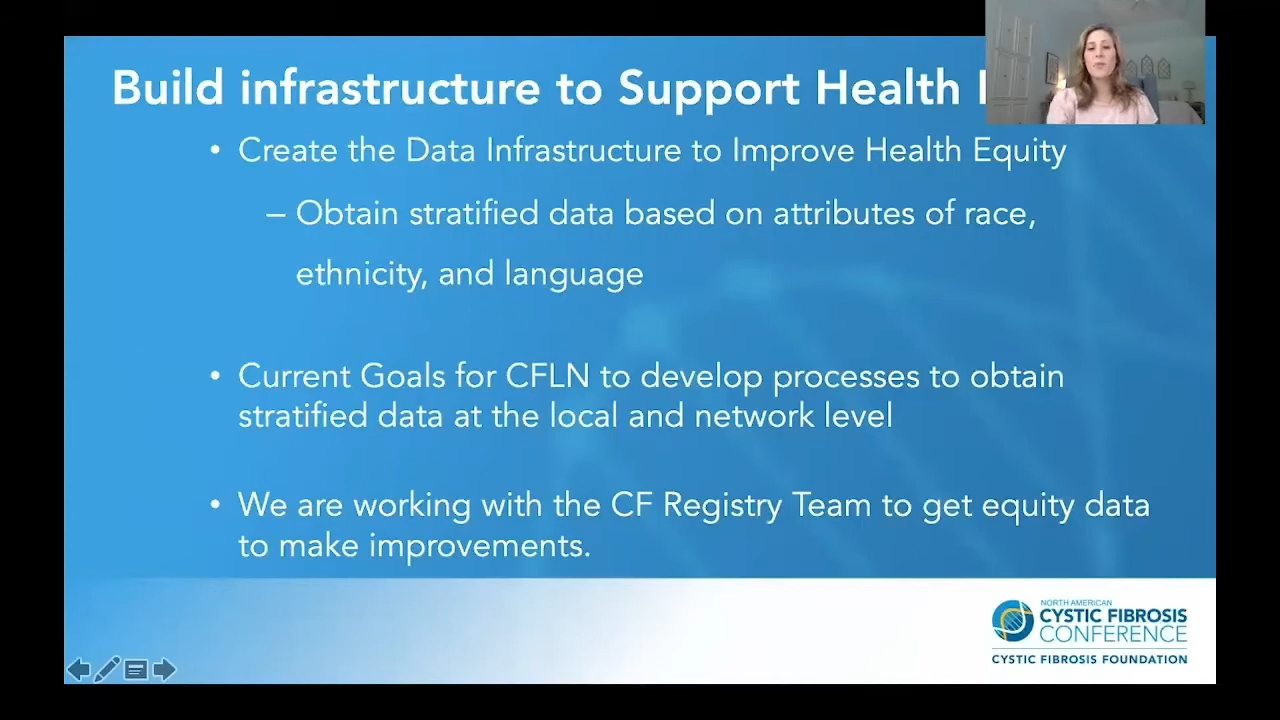 Build infrastructure to Support Health
• Create the Data Infrastructure to Improve Health Equity
– Obtain stratified data based on attributes of race,
ethnicity, and language
• Current Goals for CFLN to develop processes to obtain
stratified data at the local and network level
• We are working with the CF Registry Team to get equity data
to make improvements.
NORTH AMERICAN
CYSTIC FIBROSIS
CONFERENCE
CYSTIC FIBROSIS FOUNDATION